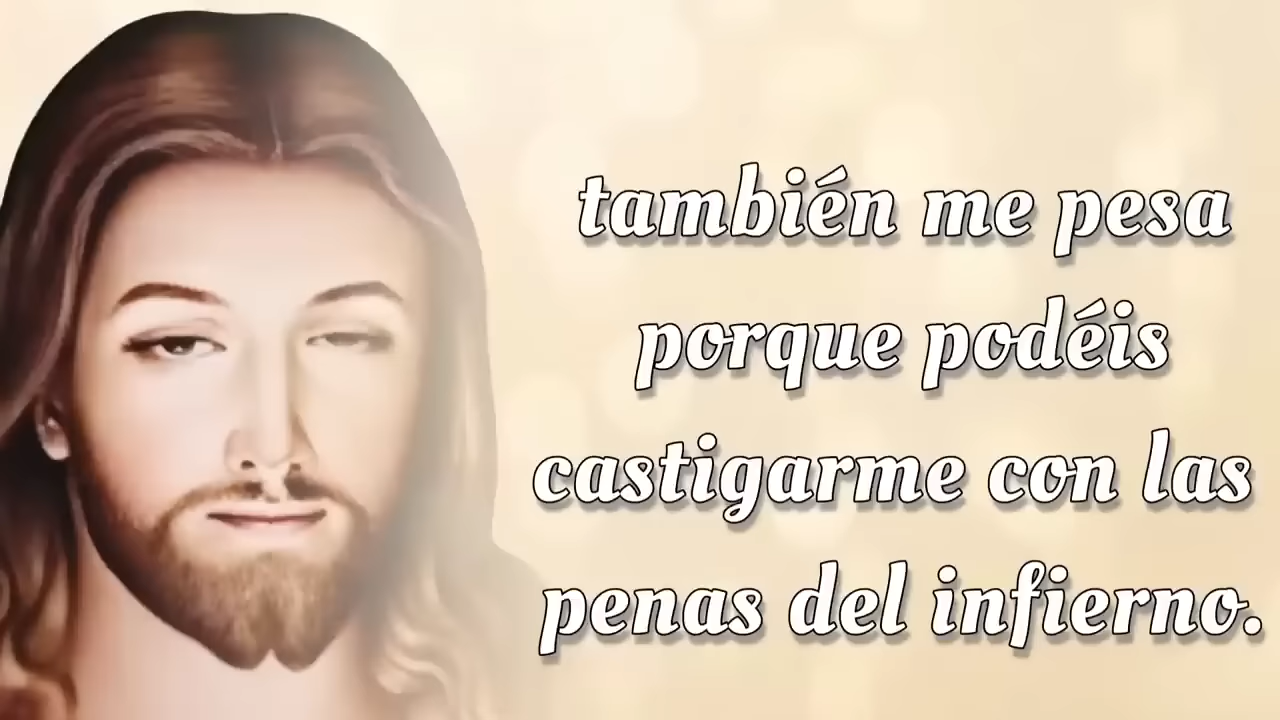 también me pesa
porque podéis
castigarme con las
penas del infierno.